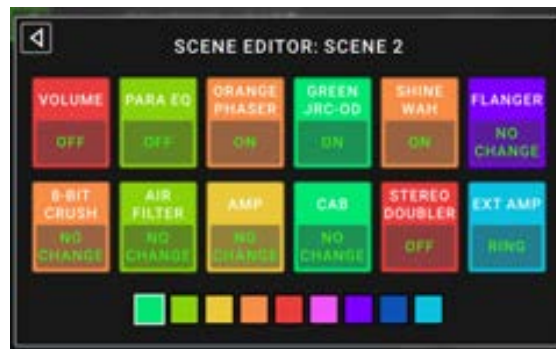 SCENE EDITOR: SCENE 2
VOLUME
OFF
PARA EQ
OFF
ORANGE
PHASER
ON
GREEN
JRC-OD
ON
SHINE
WAH
ON
FLANGER
NO
CHANGE
8-BIT
CRUSH
NO
CHANGE
AIR
FILTER
NO
CHANGE
AMP
NO
CHANGE
CAB
NO
CHANGE
STEREO
DOUBLER
OFF
EXT AMP
RING